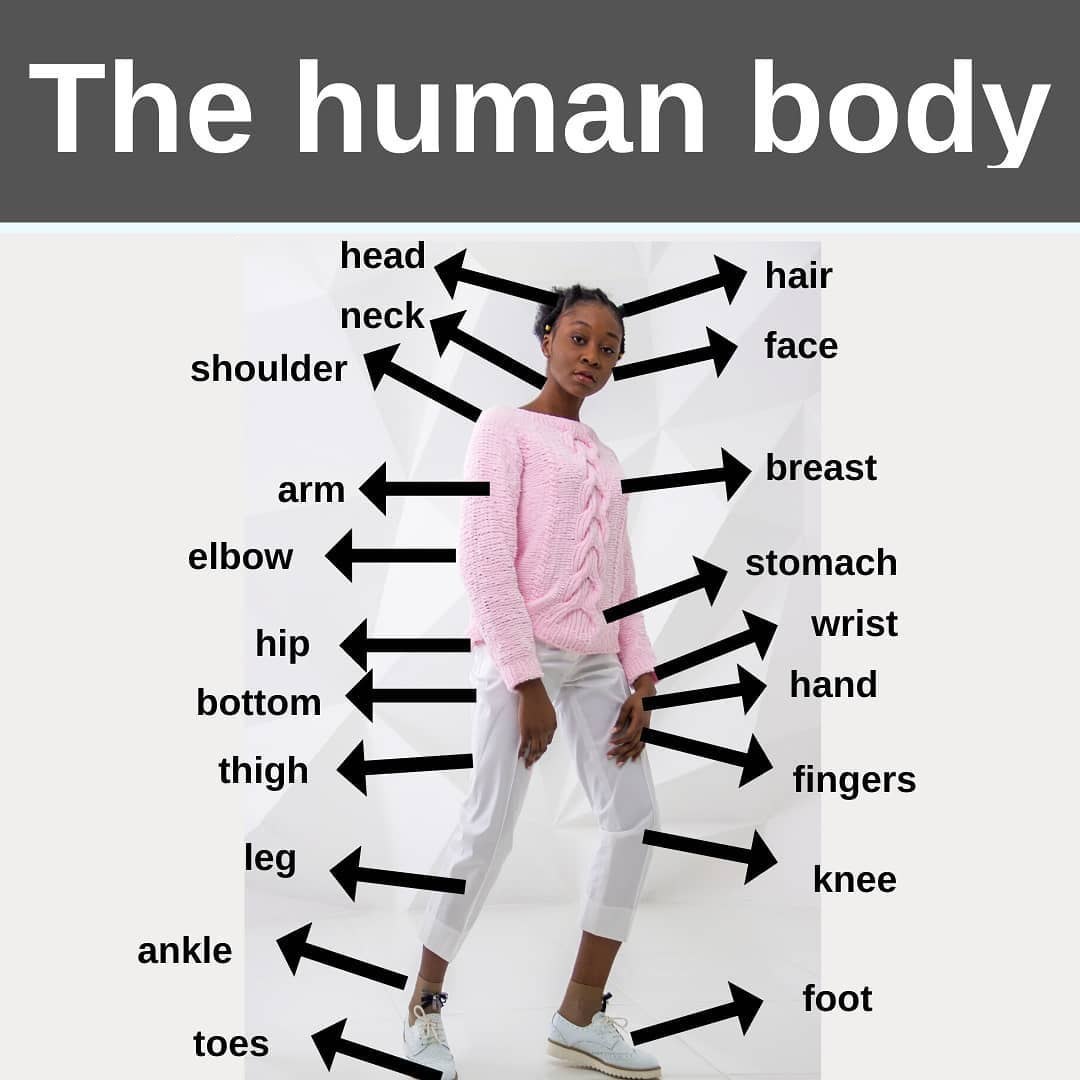 The human body
head
hair
neck
face
shoulder
breast
arm
elbow
stomach
wrist
hip
hand
bottom
thigh
fingers
leg
knee
ankle
foot
toes